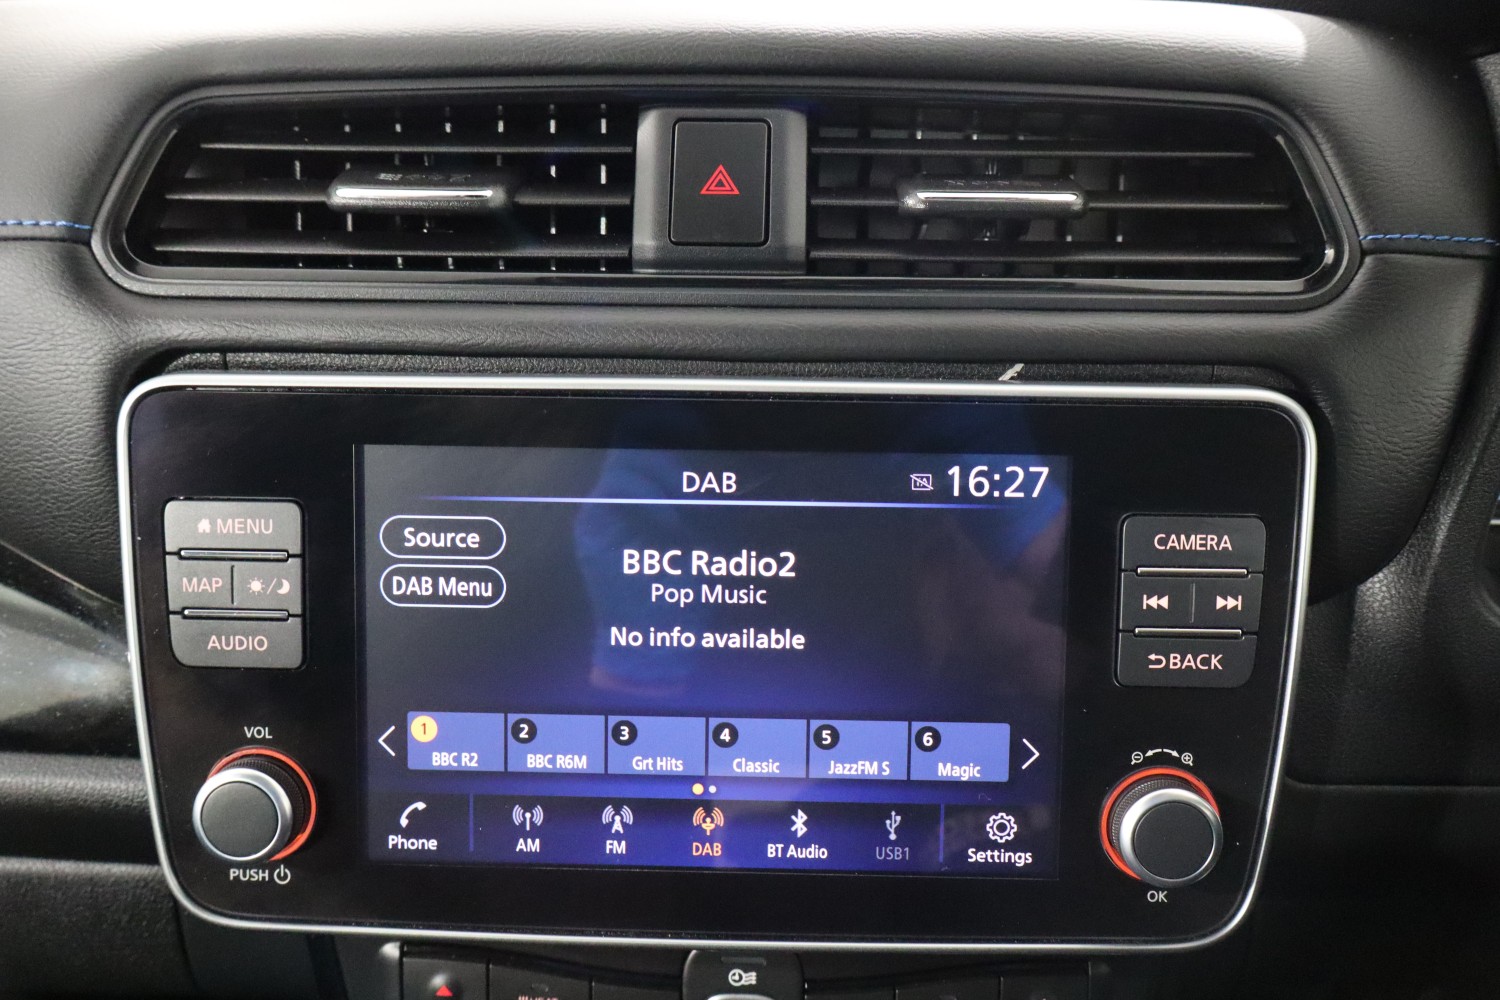 DAB
TA
16:27
Source
DAB Menu
BBC Radio2
Pop Music
No info available
1
BBC R2
2
BBC R6M
3
Grt Hits
4
Classic
5
JazzFM S
6
Magic
Phone
AM
FM
DAB
BT Audio
USB1
Settings
MENU
MAP
AUDIO
VOL
PUSH
CAMERA
BACK
OK